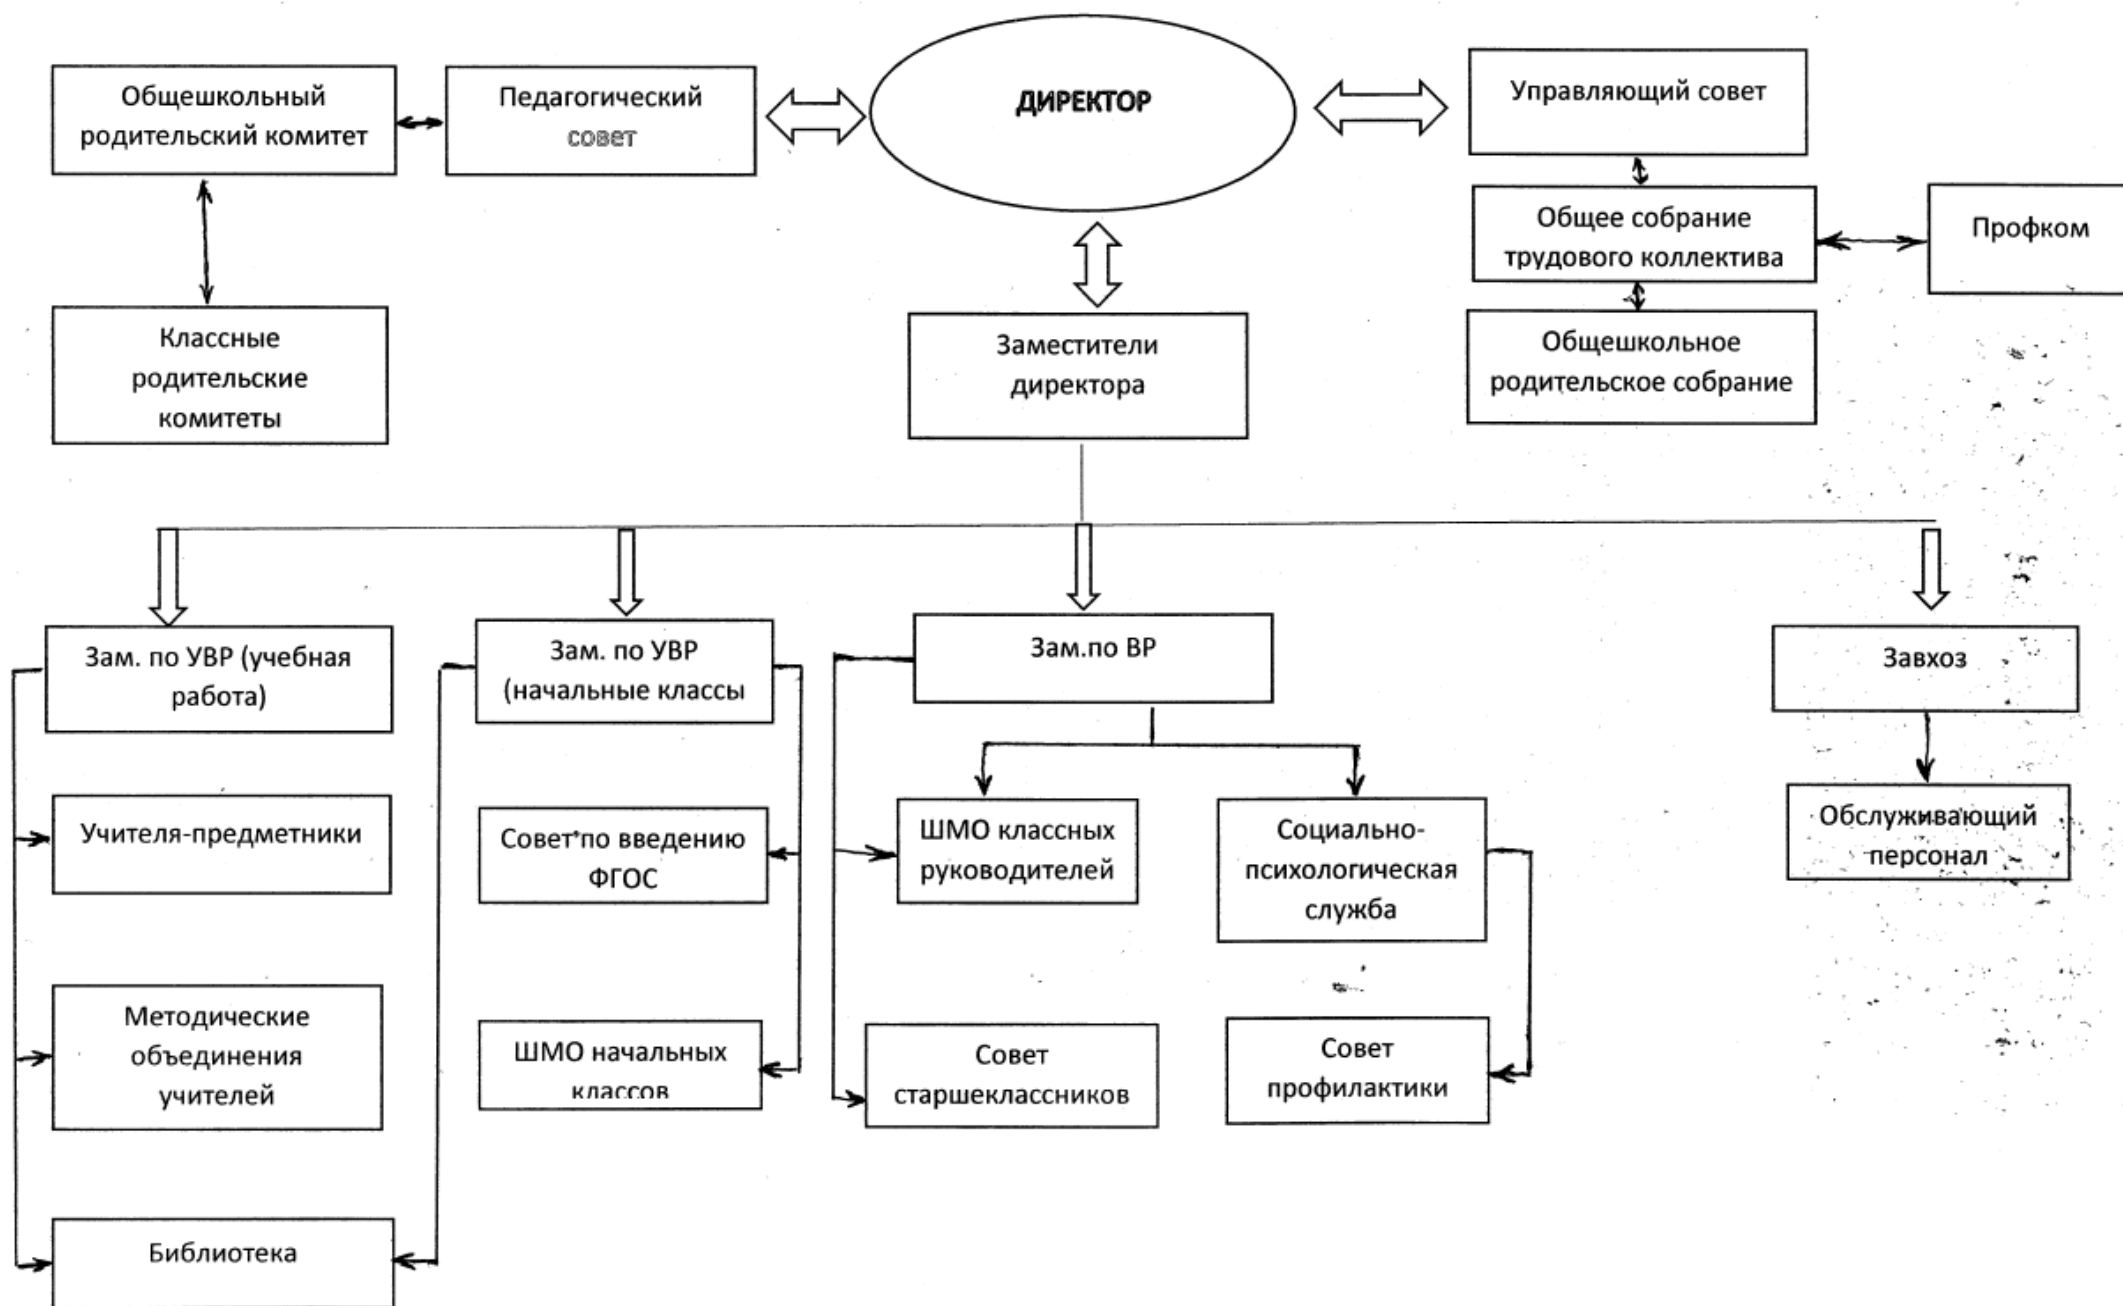 Общешкольный
родительский комитет
Педагогический
совет
ДИРЕКТОР
Управляющий совет
Общее собрание
трудового коллектива
Профком
Классные
родительские
комитеты
Заместители
директора
Общешкольное
родительское собрание
Зам. по УВР (учебная
работа)
Зам. по УВР
(начальные классы
Зам.по ВР
Завхоз
Учителя-предметники
Совет по введению
ФГОС
ШМО классных
руководителей
Социально-
психологическая
служба
Обслуживающий
персонал
Методические
объединения
учителей
ШМО начальных
классов
Совет
старшеклассников
Совет
профилактики
Библиотека